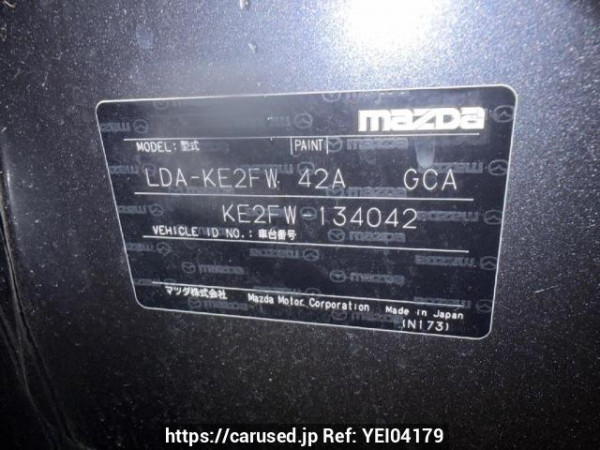 mazda
MODEL:型式 PAINT
LDA-KE2FW 42A GCA
KE2FW-134042
VEHICLE ID NO.:車台番号
マツダ株式会社 Mazda Motor Corporation Made in Japan
(N173)
https://carused.jp Ref: YEI04179